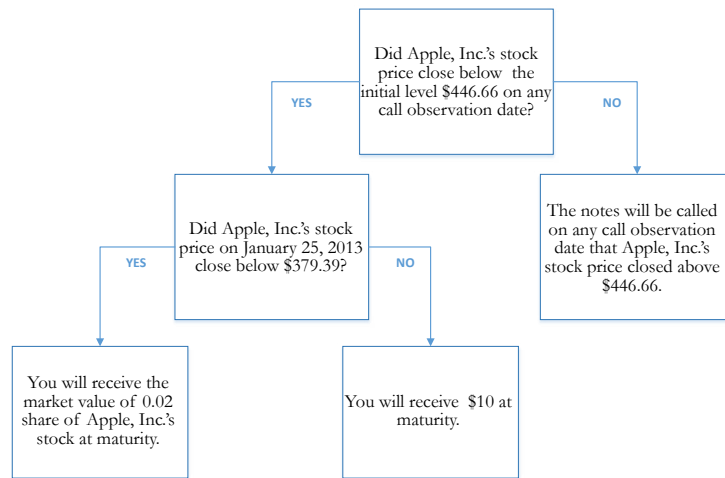 Did Apple, Inc.'s stock
price close below the
initial level $446.66 on any
call observation date?
YES
NO
Did Apple, Inc.'s stock
price on January 25, 2013
close below $379.39?
The notes will be called
on any call observation
date that Apple, Inc.'s
stock price closed above
$446.66.
YES
NO
You will receive the
market value of 0.02
share of Apple, Inc.'s
stock at maturity.
You will receive $10 at
maturity.